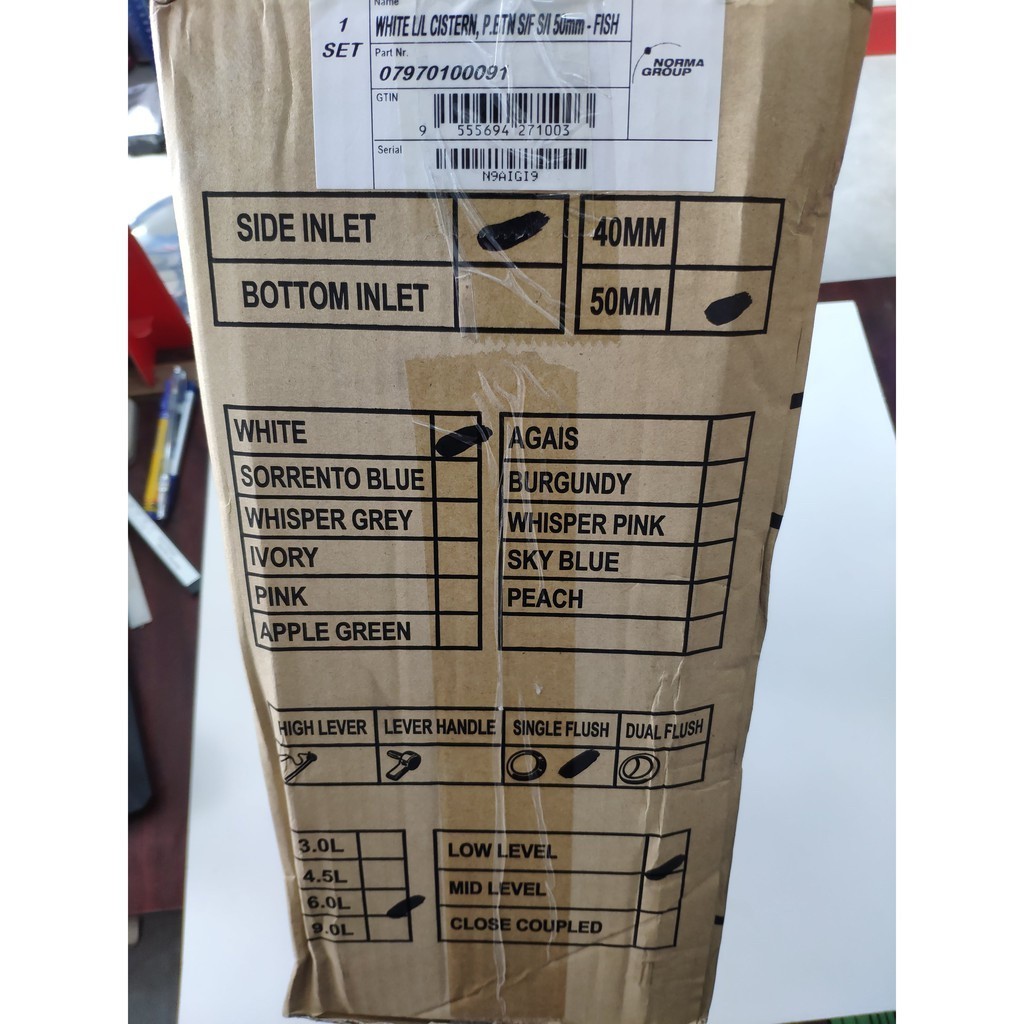 Name
1 SET
WHITE L/L CISTERN, P.BTN S/F S/I 50mm - FISH
Part Nr.
07970100091
NORMA GROUP
GTIN
9 555694 271003
Serial
N9AIGI9
SIDE INLET
40MM
BOTTOM INLET
50MM
WHITE
AGAIS
SORRENTO BLUE
BURGUNDY
WHISPER GREY
WHISPER PINK
IVORY
SKY BLUE
PINK
PEACH
APPLE GREEN
HIGH LEVER
LEVER HANDLE
SINGLE FLUSH
DUAL FLUSH
3.0L
LOW LEVEL
4.5L
MID LEVEL
6.0L
CLOSE COUPLED
9.0L